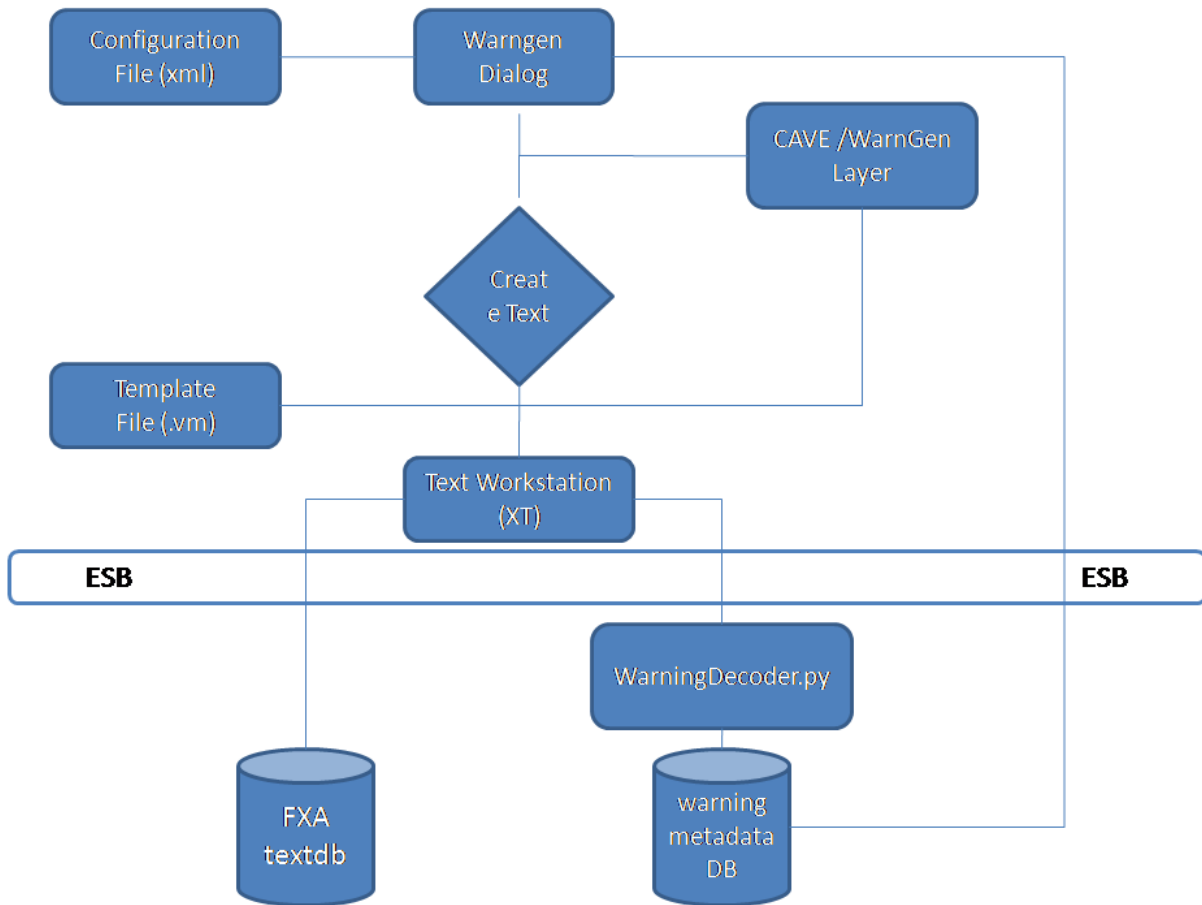 Configuration
File (xml)
Warngen
Dialog
CAVE /WarnGen
Layer
Creat
e Text
Template
File (.vm)
Text Workstation
(XT)
ESB
ESB
WarningDecoder.py
FXA
textdb
warning
metadata
DB